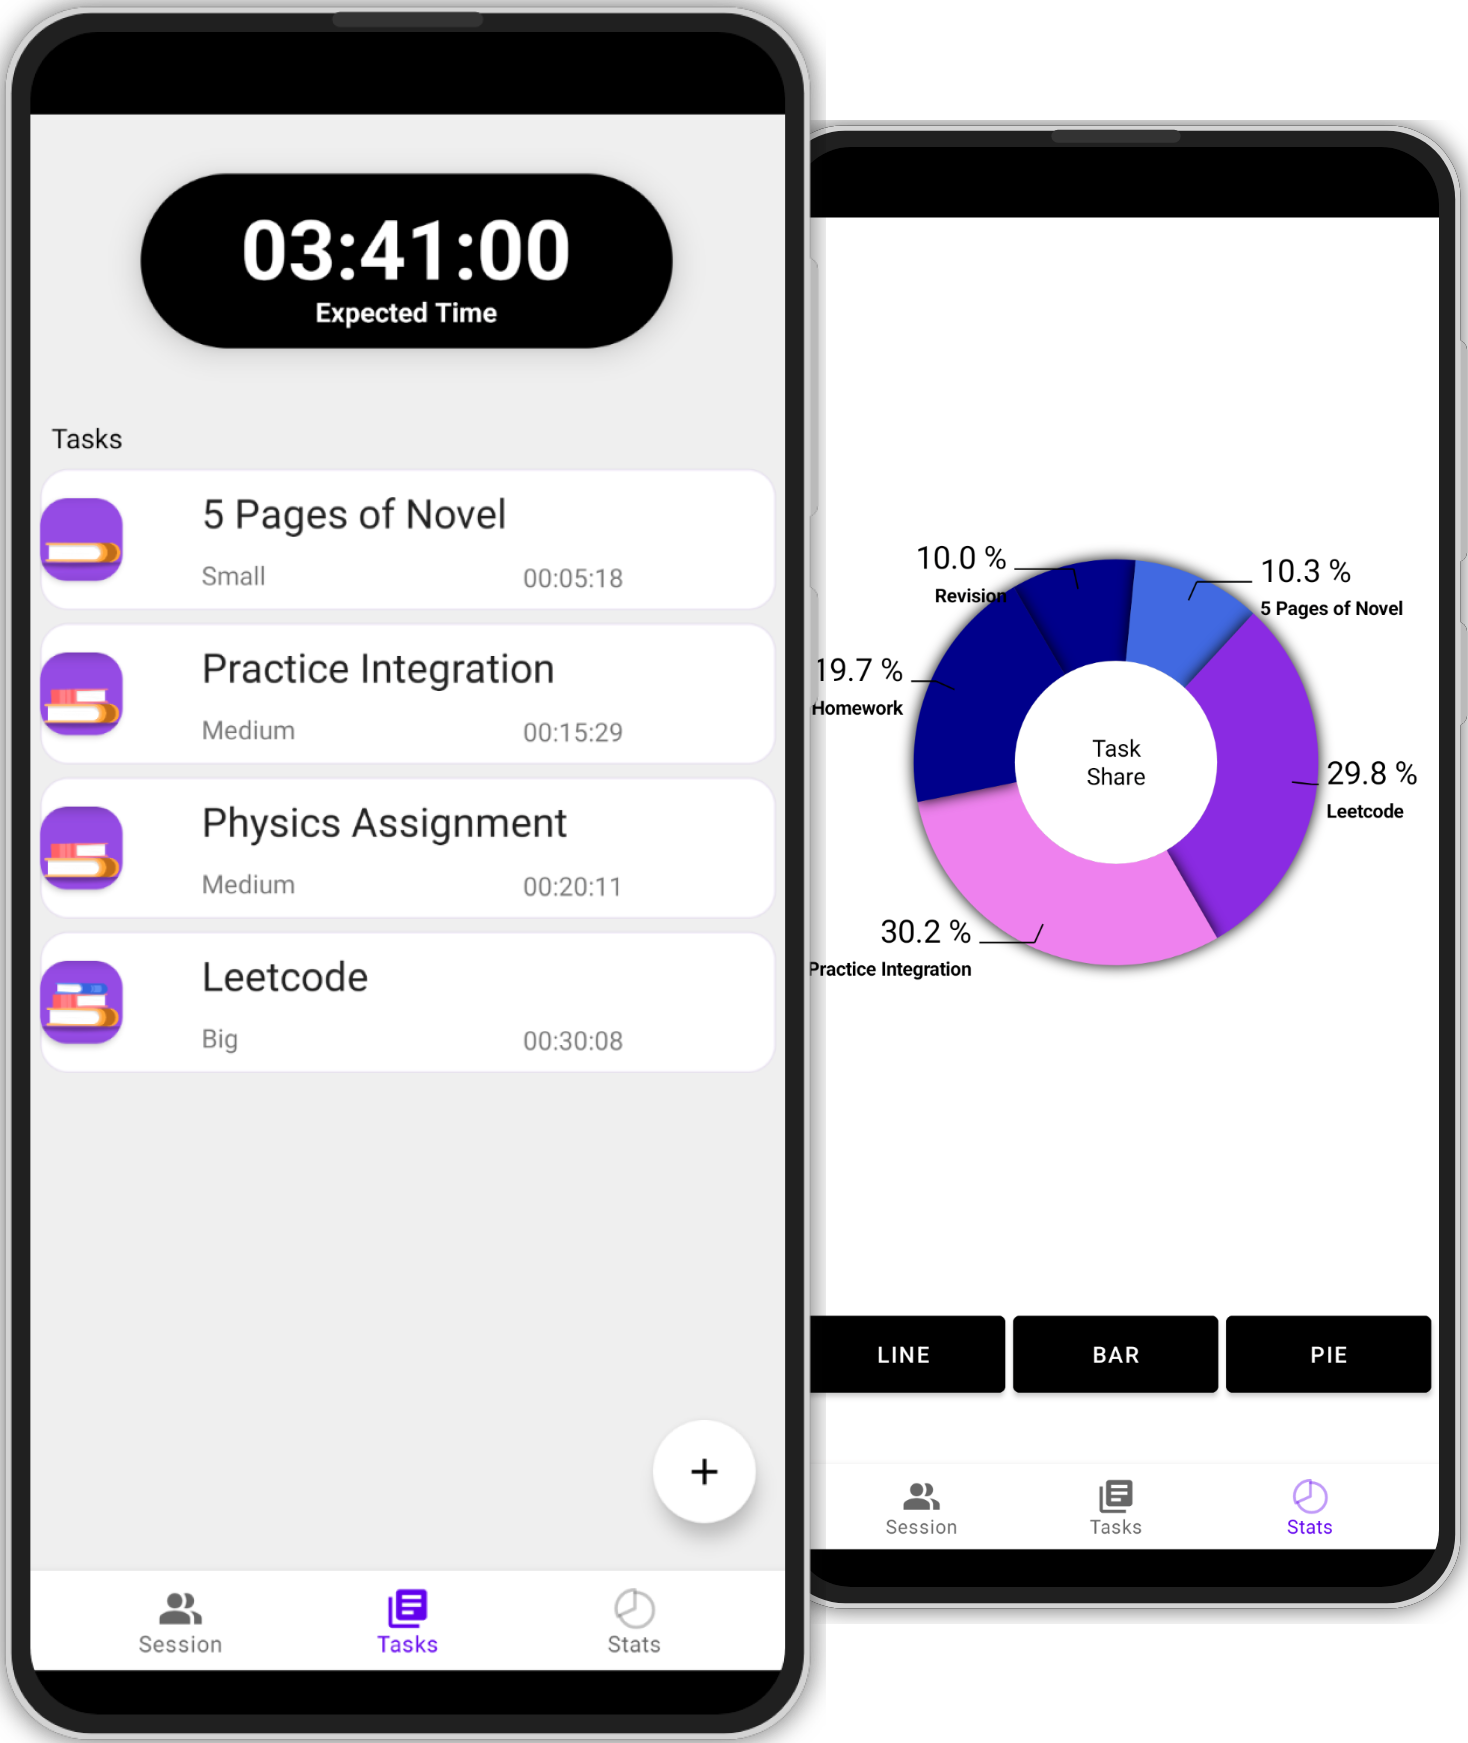 03:41:00
Expected Time
Tasks
5 Pages of Novel
Small 00:05:18
Practice Integration
Medium 00:15:29
Physics Assignment
Medium 00:20:11
Leetcode
Big 00:30:08
+
Session Tasks Stats
10.0 %
Revision
10.3 %
5 Pages of Novel
19.7 %
Homework
Task
Share
29.8 %
Leetcode
30.2 %
Practice Integration
LINE BAR PIE
Session Tasks Stats